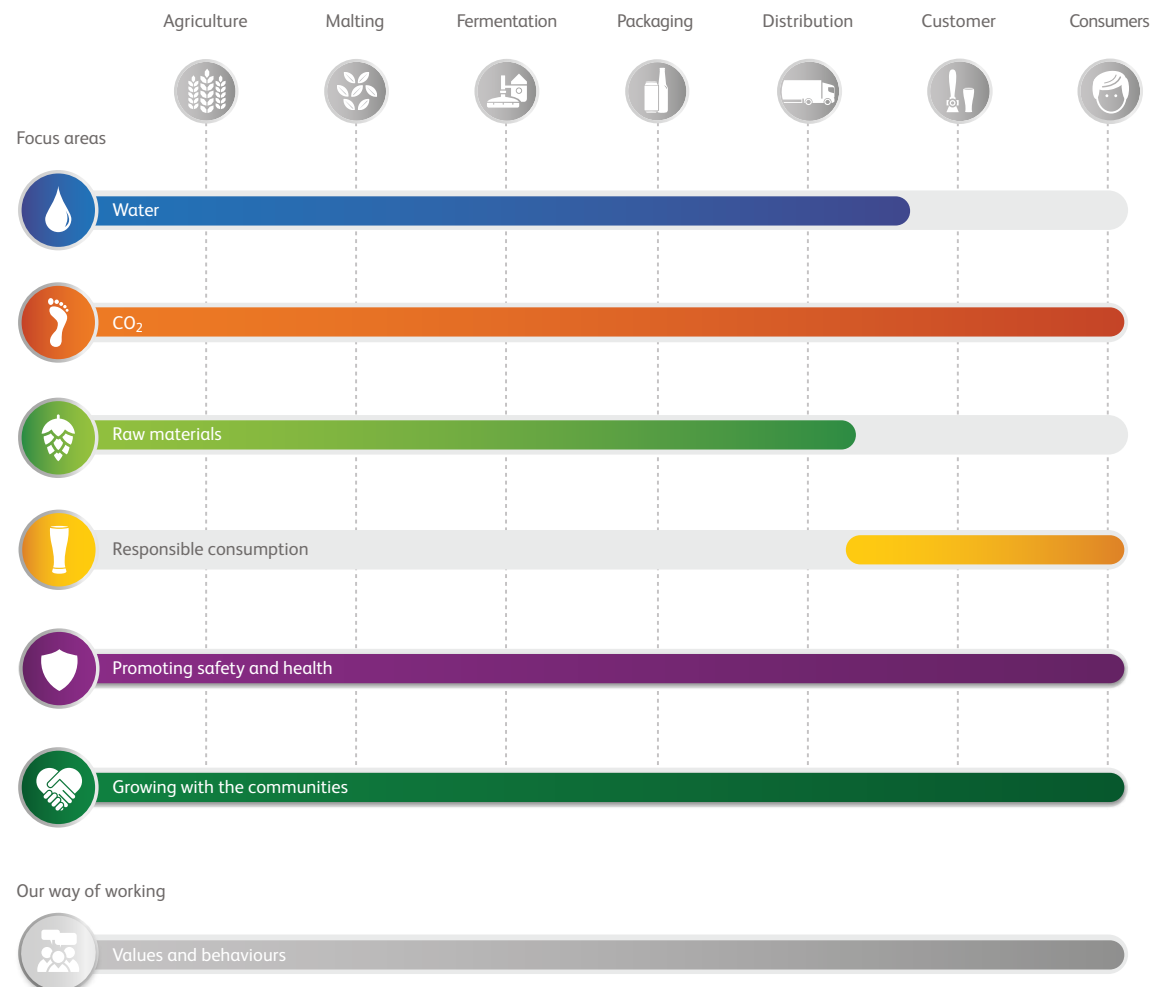 Agriculture Malting Fermentation Packaging Distribution Customer Consumers
Focus areas
Water
CO₂
Raw materials
Responsible consumption
Promoting safety and health
Growing with the communities
Our way of working
Values and behaviours